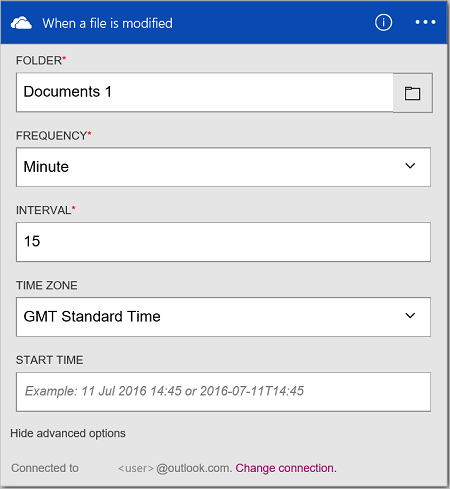 When a file is modified
FOLDER*
Documents 1
FREQUENCY*
Minute
INTERVAL*
15
TIME ZONE
GMT Standard Time
START TIME
Example: 11 Jul 2016 14:45 or 2016-07-11T14:45
Hide advanced options
Connected to <user> @outlook.com. Change connection.